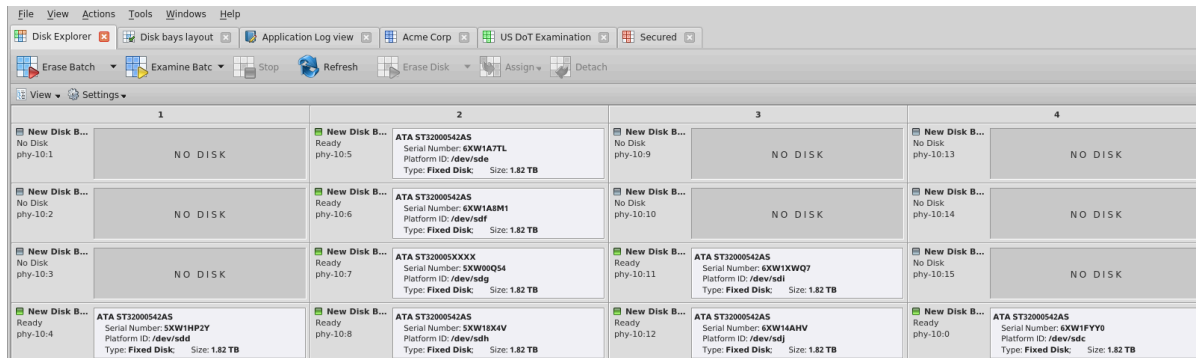 File View Actions Tools Windows Help
Disk Explorer Disk bays layout Application Log view Acme Corp US DoT Examination Secured
Erase Batch Examine Batc Stop Refresh Erase Disk Assign Detach
View Settings
1 2 3 4
New Disk B...
No Disk
phy-10:1
NO DISK
New Disk B...
Ready
phy-10:5
ATA ST32000542AS
Serial Number: 6XW1A7TL
Platform ID: /dev/sde
Type: Fixed Disk; Size: 1.82 TB
New Disk B...
No Disk
phy-10:9
NO DISK
New Disk B...
No Disk
phy-10:13
NO DISK
New Disk B...
No Disk
phy-10:2
NO DISK
New Disk B...
Ready
phy-10:6
ATA ST32000542AS
Serial Number: 6XW1A8M1
Platform ID: /dev/sdf
Type: Fixed Disk; Size: 1.82 TB
New Disk B...
No Disk
phy-10:10
NO DISK
New Disk B...
No Disk
phy-10:14
NO DISK
New Disk B...
No Disk
phy-10:3
NO DISK
New Disk B...
Ready
phy-10:7
ATA ST320005XXXX
Serial Number: 5XW00Q54
Platform ID: /dev/sdg
Type: Fixed Disk; Size: 1.82 TB
New Disk B...
Ready
phy-10:11
ATA ST32000542AS
Serial Number: 6XW1XWQ7
Platform ID: /dev/sdi
Type: Fixed Disk; Size: 1.82 TB
New Disk B...
No Disk
phy-10:15
NO DISK
New Disk B...
Ready
phy-10:4
ATA ST32000542AS
Serial Number: 5XW1HP2Y
Platform ID: /dev/sdd
Type: Fixed Disk; Size: 1.82 TB
New Disk B...
Ready
phy-10:8
ATA ST32000542AS
Serial Number: 5XW18X4V
Platform ID: /dev/sdh
Type: Fixed Disk; Size: 1.82 TB
New Disk B...
Ready
phy-10:12
ATA ST32000542AS
Serial Number: 6XW14AHV
Platform ID: /dev/sdj
Type: Fixed Disk; Size: 1.82 TB
New Disk B...
Ready
phy-10:0
ATA ST32000542AS
Serial Number: 6XW1FYY0
Platform ID: /dev/sdc
Type: Fixed Disk; Size: 1.82 TB